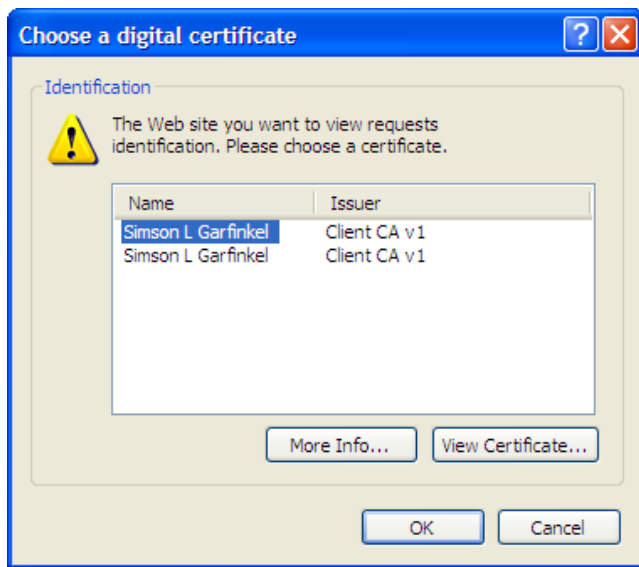 Choose a digital certificate
Identification
The Web site you want to view requests
identification. Please choose a certificate.
Name Issuer
Simson L Garfinkel Client CA v1
Simson L Garfinkel Client CA v1
More Info... View Certificate...
OK Cancel